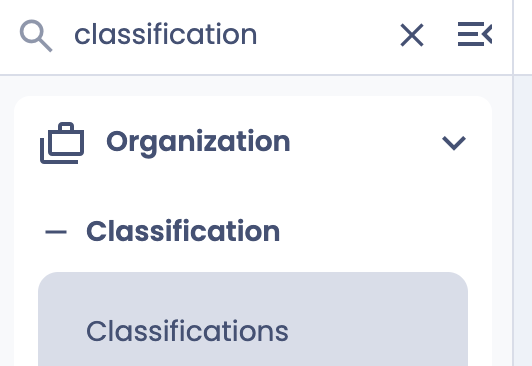 classification
Organization
Classification
Classifications